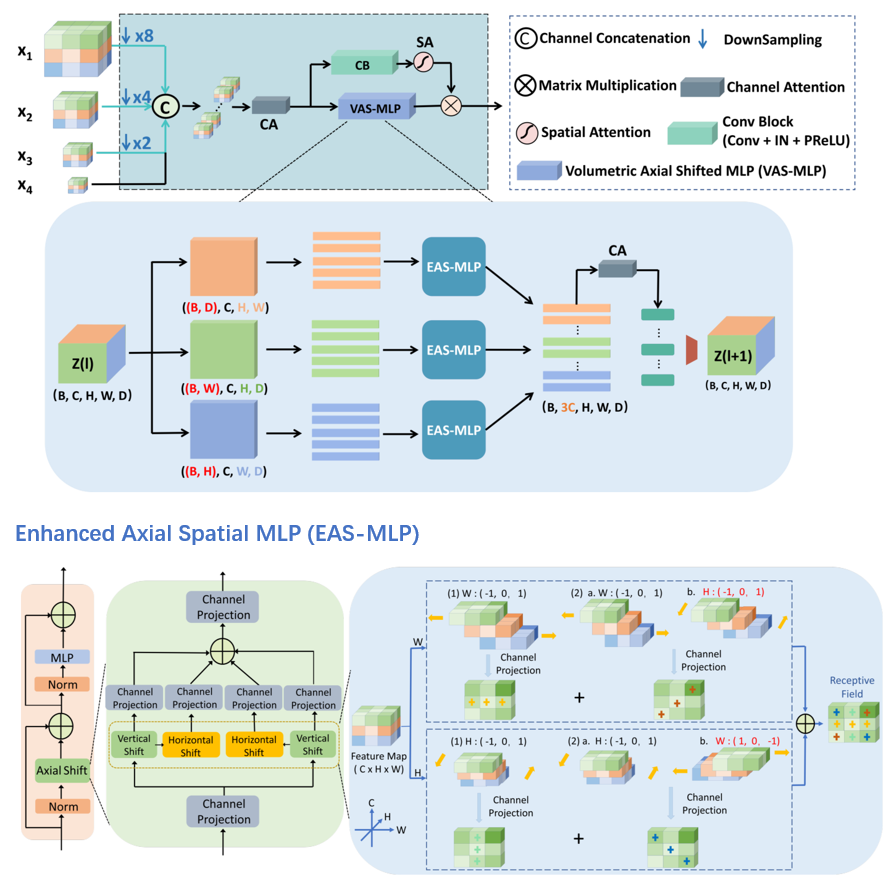 x1
x8
x2
x4
x3
x2
x4
C
CA
CB
SA
VAS-MLP
C Channel Concatenation
DownSampling
Matrix Multiplication
Channel Attention
Spatial Attention
Conv Block
(Conv + IN + PReLU)
Volumetric Axial Shifted MLP (VAS-MLP)
Z(l)
(B, C, H, W, D)
((B, D), C, H, W)
EAS-MLP
((B, W), C, H, D)
EAS-MLP
((B, H), C, W, D)
EAS-MLP
CA
(B, 3C, H, W, D)
Z(l+1)
(B, C, H, W, D)
Enhanced Axial Spatial MLP (EAS-MLP)
MLP
Norm
Axial Shift
Norm
Channel
Projection
Channel
Projection
Channel
Projection
Channel
Projection
Channel
Projection
Vertical
Shift
Horizontal
Shift
Horizontal
Shift
Vertical
Shift
Channel
Projection
Feature Map
( C x H x W )
C
H
W
W
H
(1) W : ( -1, 0, 1)
(2) a. W : ( -1, 0, 1)
b. H : ( -1, 0, 1)
Channel
Projection
Channel
Projection
+
(1) H : ( -1, 0, 1)
(2) a. H : ( -1, 0, 1)
b. W : ( 1, 0, -1)
Channel
Projection
Channel
Projection
+
Receptive
Field